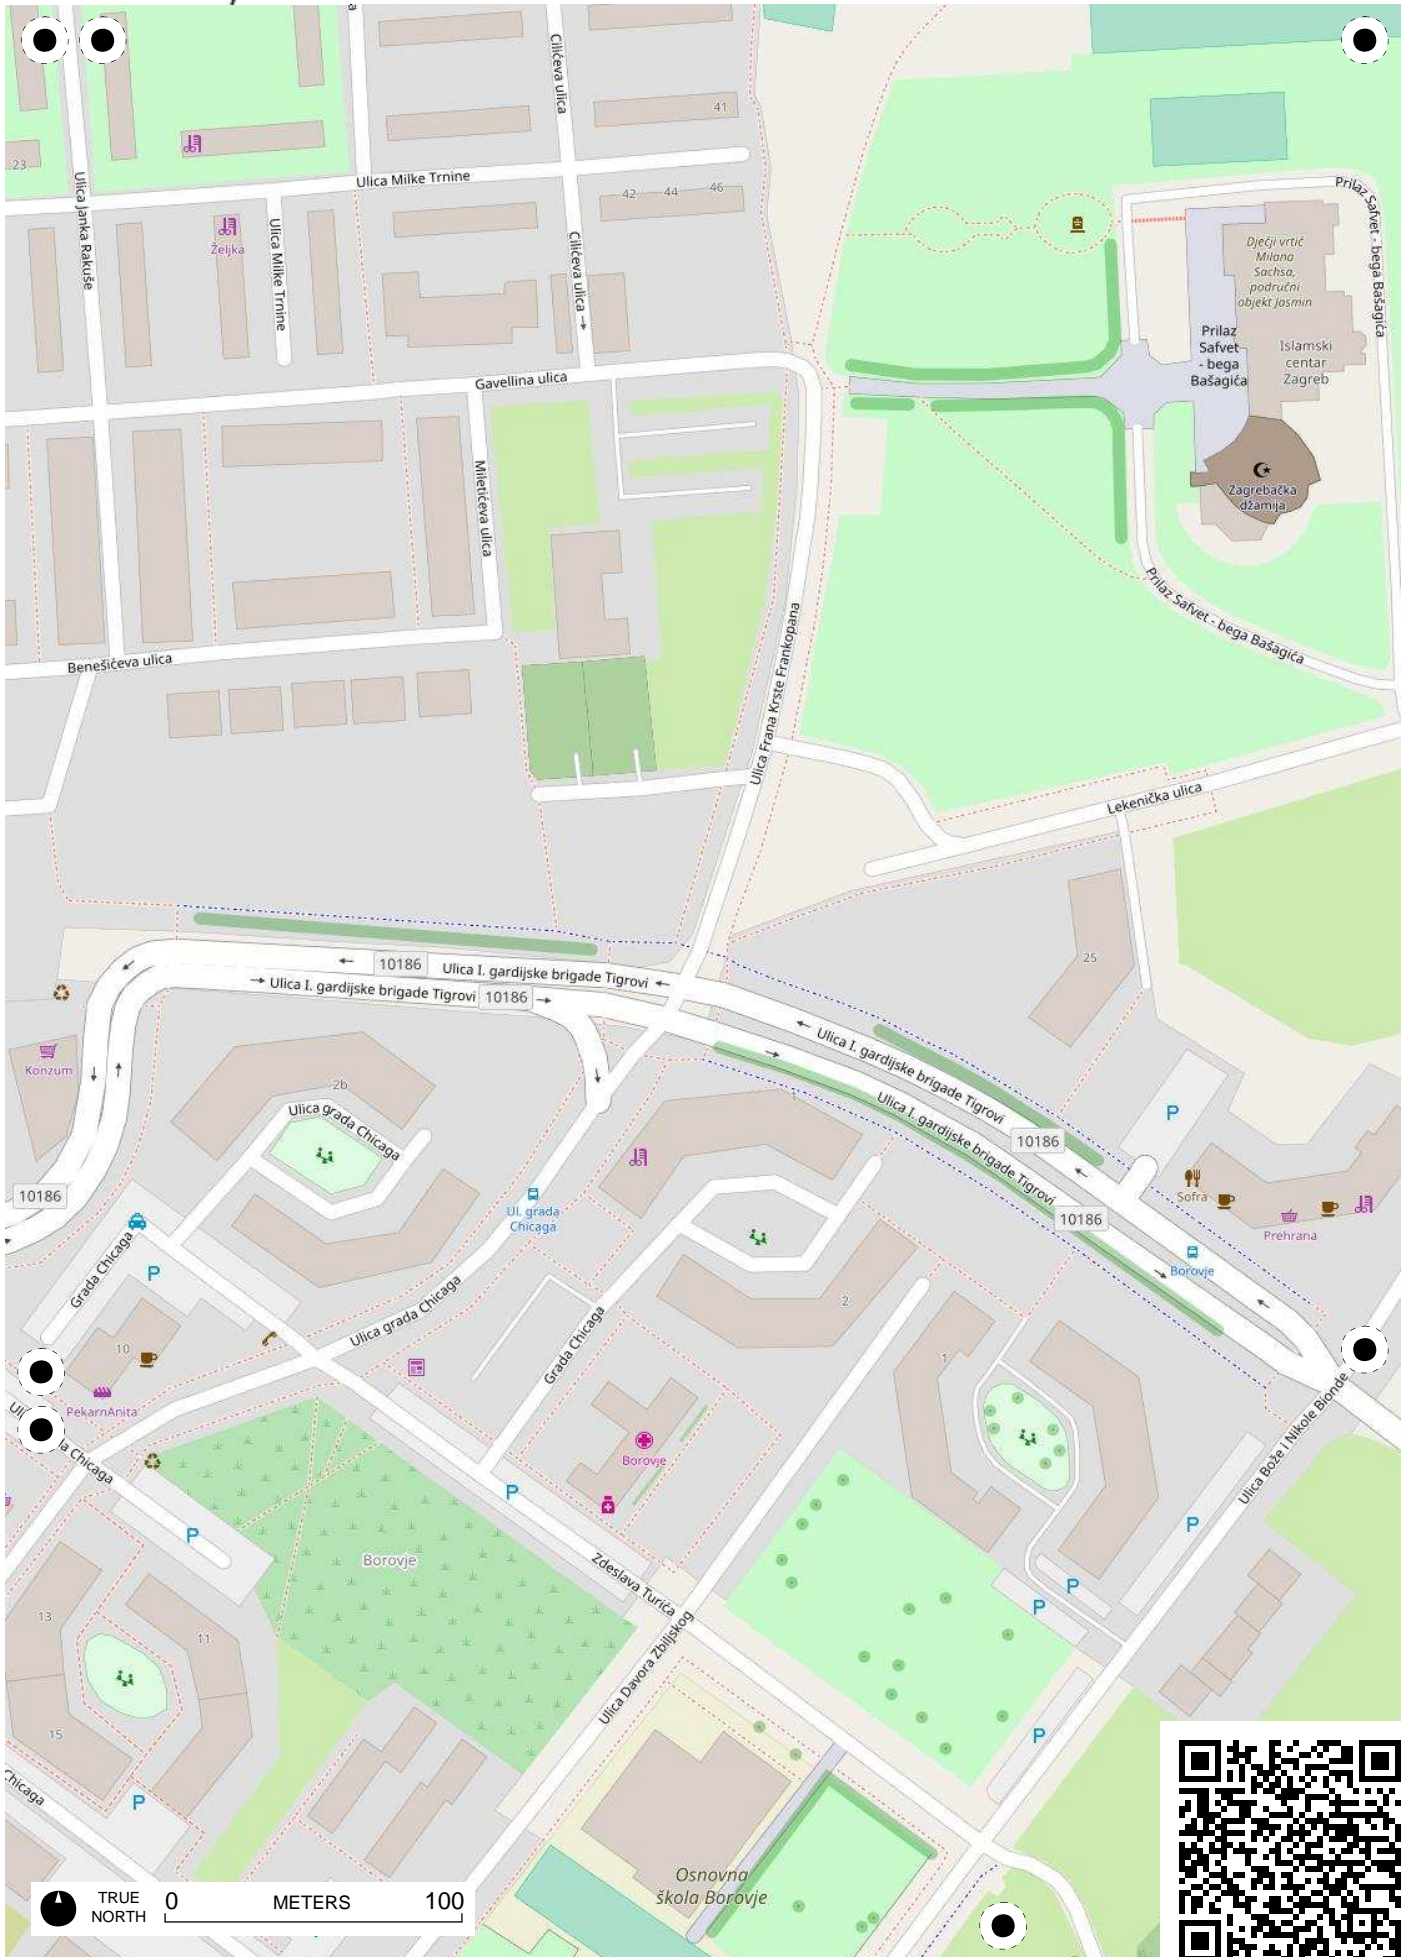 Cilićeva ulica
41
23
Ulica Milke Trnine
Ulica Janka Rakuše
42
44
46
Prilaz Safvet - bega Bašagića
Željka
Ulica Milke Trnine
Cilićeva ulica
Dječji vrtić
Milana
Sachsa,
područni
objekt Jasmin
Prilaz
Safvet
- bega
Bašagića
Islamski
centar
Zagreb
Gavellina ulica
Miletićeva ulica
Zagrebačka
džamija
Prilaz Safvet - bega Bašagića
Benešićeva ulica
Ulica Frana Krste Frankopana
Lekenička ulica
25
10186
Ulica I. gardijske brigade Tigrovi
Ulica I. gardijske brigade Tigrovi
10186
Ulica I. gardijske brigade Tigrovi
Konzum
2b
Ulica grada Chicaga
1
Ulica I. gardijske brigade Tigrovi
P
10186
10186
Sofra
Ul. grada
Chicaga
10186
Prehrana
Borovje
Grada Chicaga
P
2
Ulica grada Chicaga
Grada Chicaga
10
1
PekarnAnita
Ulica Bože i Nikole Bionde
a Chicaga
Borovje
P
P
P
Borovje
Zdeslava Turića
P
P
13
11
Ulica Davora Zbiljskog
15
P
Chicaga
P
Osnovna
škola Borovje
TRUE
NORTH
0
METERS
100